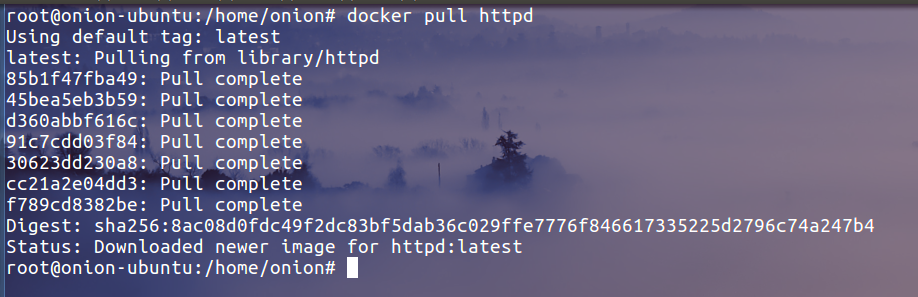 root@onion-ubuntu:/home/onion# docker pull httpd
Using default tag: latest
latest: Pulling from library/httpd
85b1f47fba49: Pull complete
45bea5eb3b59: Pull complete
d360abbf616c: Pull complete
91c7cdd03f84: Pull complete
30623dd230a8: Pull complete
cc21a2e04dd3: Pull complete
f789cd8382be: Pull complete
Digest: sha256:8ac08d0fdc49f2dc83bf5dab36c029ffe7776f846617335225d2796c74a247b4
Status: Downloaded newer image for httpd:latest
root@onion-ubuntu:/home/onion#